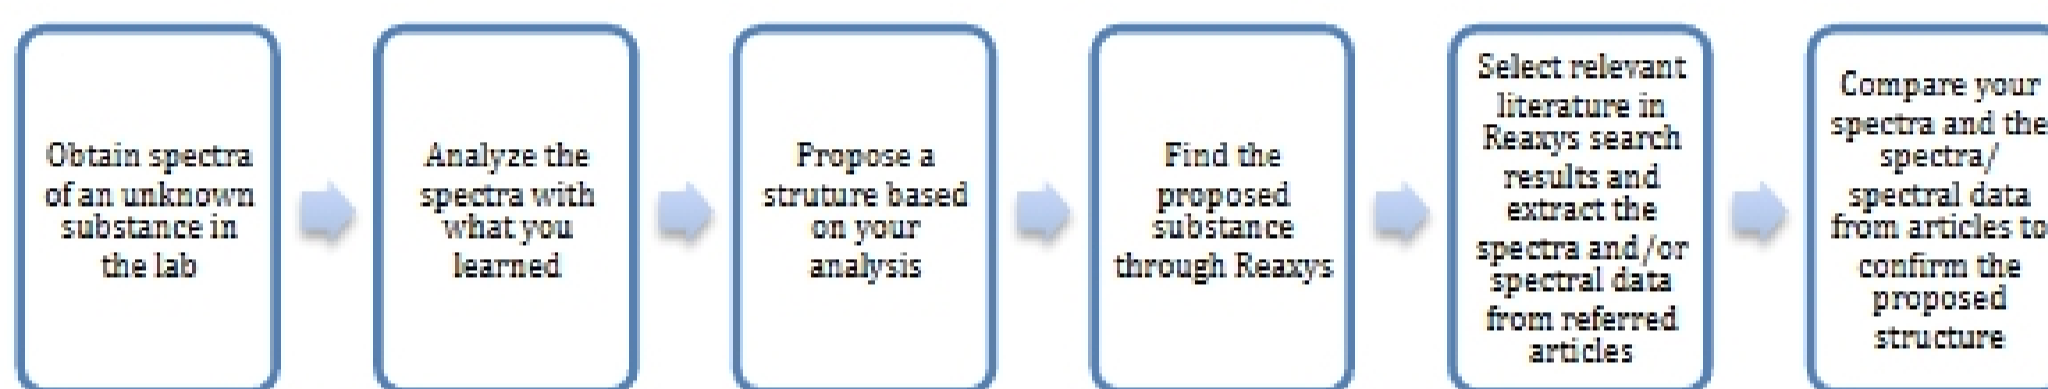 Obtain spectra
of an unknown
substance in
the lab
Analyze the
spectra with
what you
learned
Propose a
struture based
on your
analysis
Find the
proposed
substance
through Reaxys
Select relevant
literature in
Reaxys search
results and
extract the
spectra and/or
spectral data
from referred
articles
Compare your
spectra and the
spectra/
spectral data
from articles to
confirm the
proposed
structure